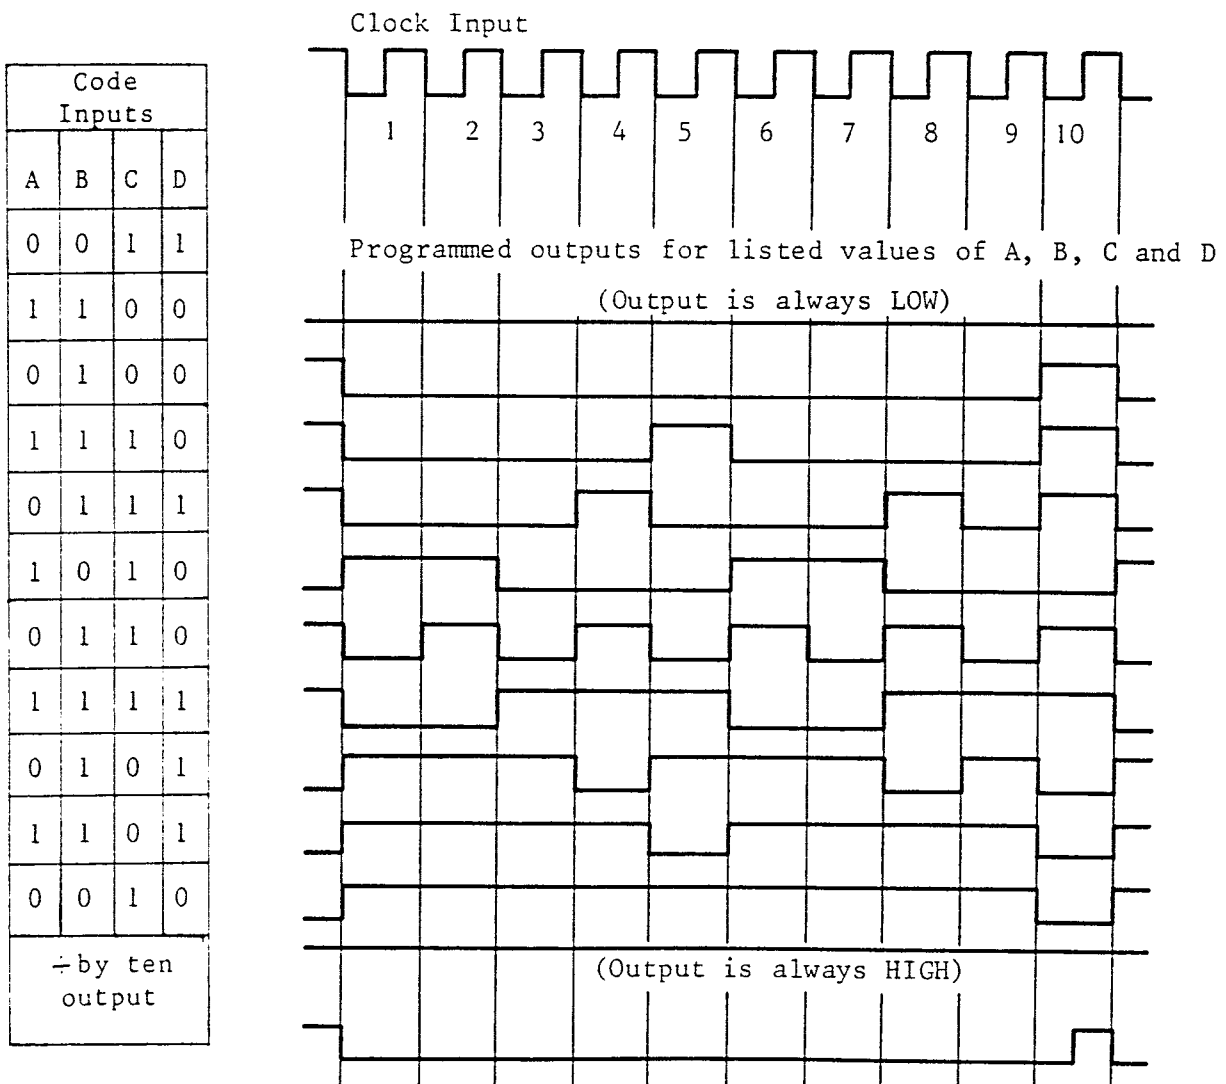 Clock Input
Code
Inputs
1 2 3 4 5 6 7 8 9 10
A B C D
0 0 1 1
Programmed outputs for listed values of A, B, C and D
1 1 0 0
(Output is always LOW)
0 1 0 0
1 1 1 0
0 1 1 1
1 0 1 0
0 1 1 0
1 1 1 1
0 1 0 1
1 1 0 1
0 0 1 0
÷by ten
output
(Output is always HIGH)